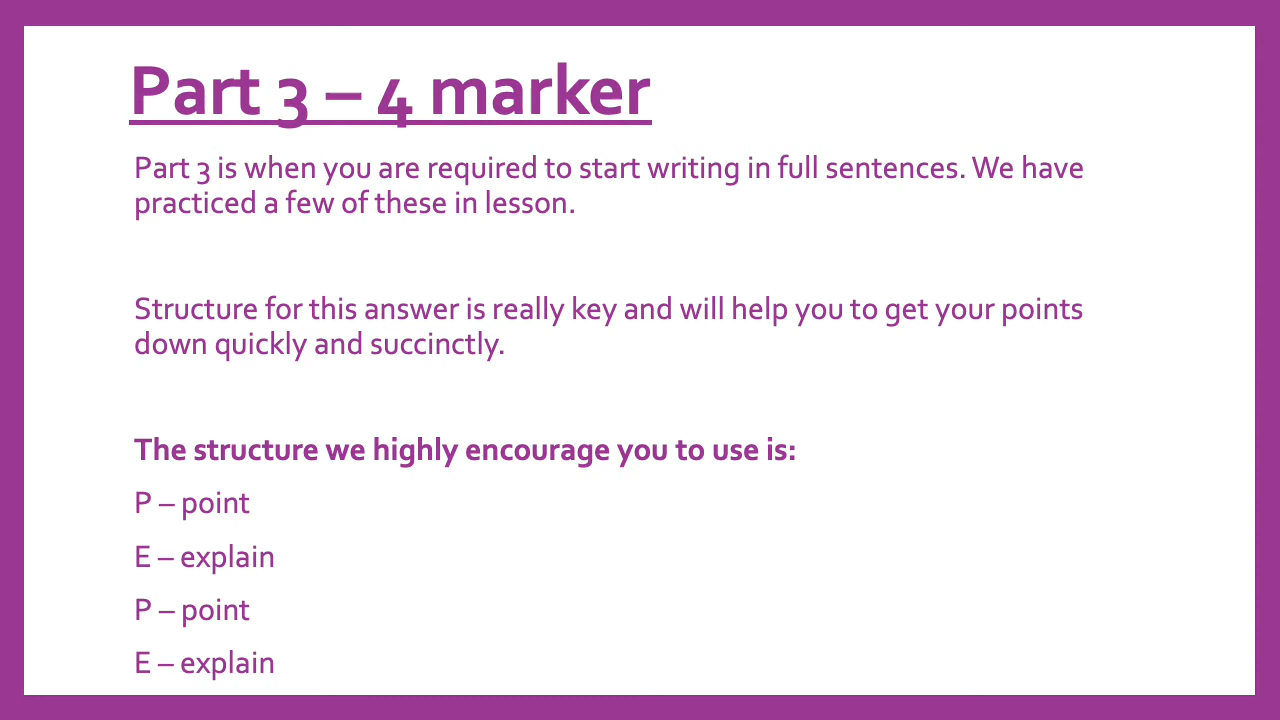 Part 3 – 4 marker
Part 3 is when you are required to start writing in full sentences. We have
practiced a few of these in lesson.
Structure for this answer is really key and will help you to get your points
down quickly and succinctly.
The structure we highly encourage you to use is:
P – point
E – explain
P – point
E – explain